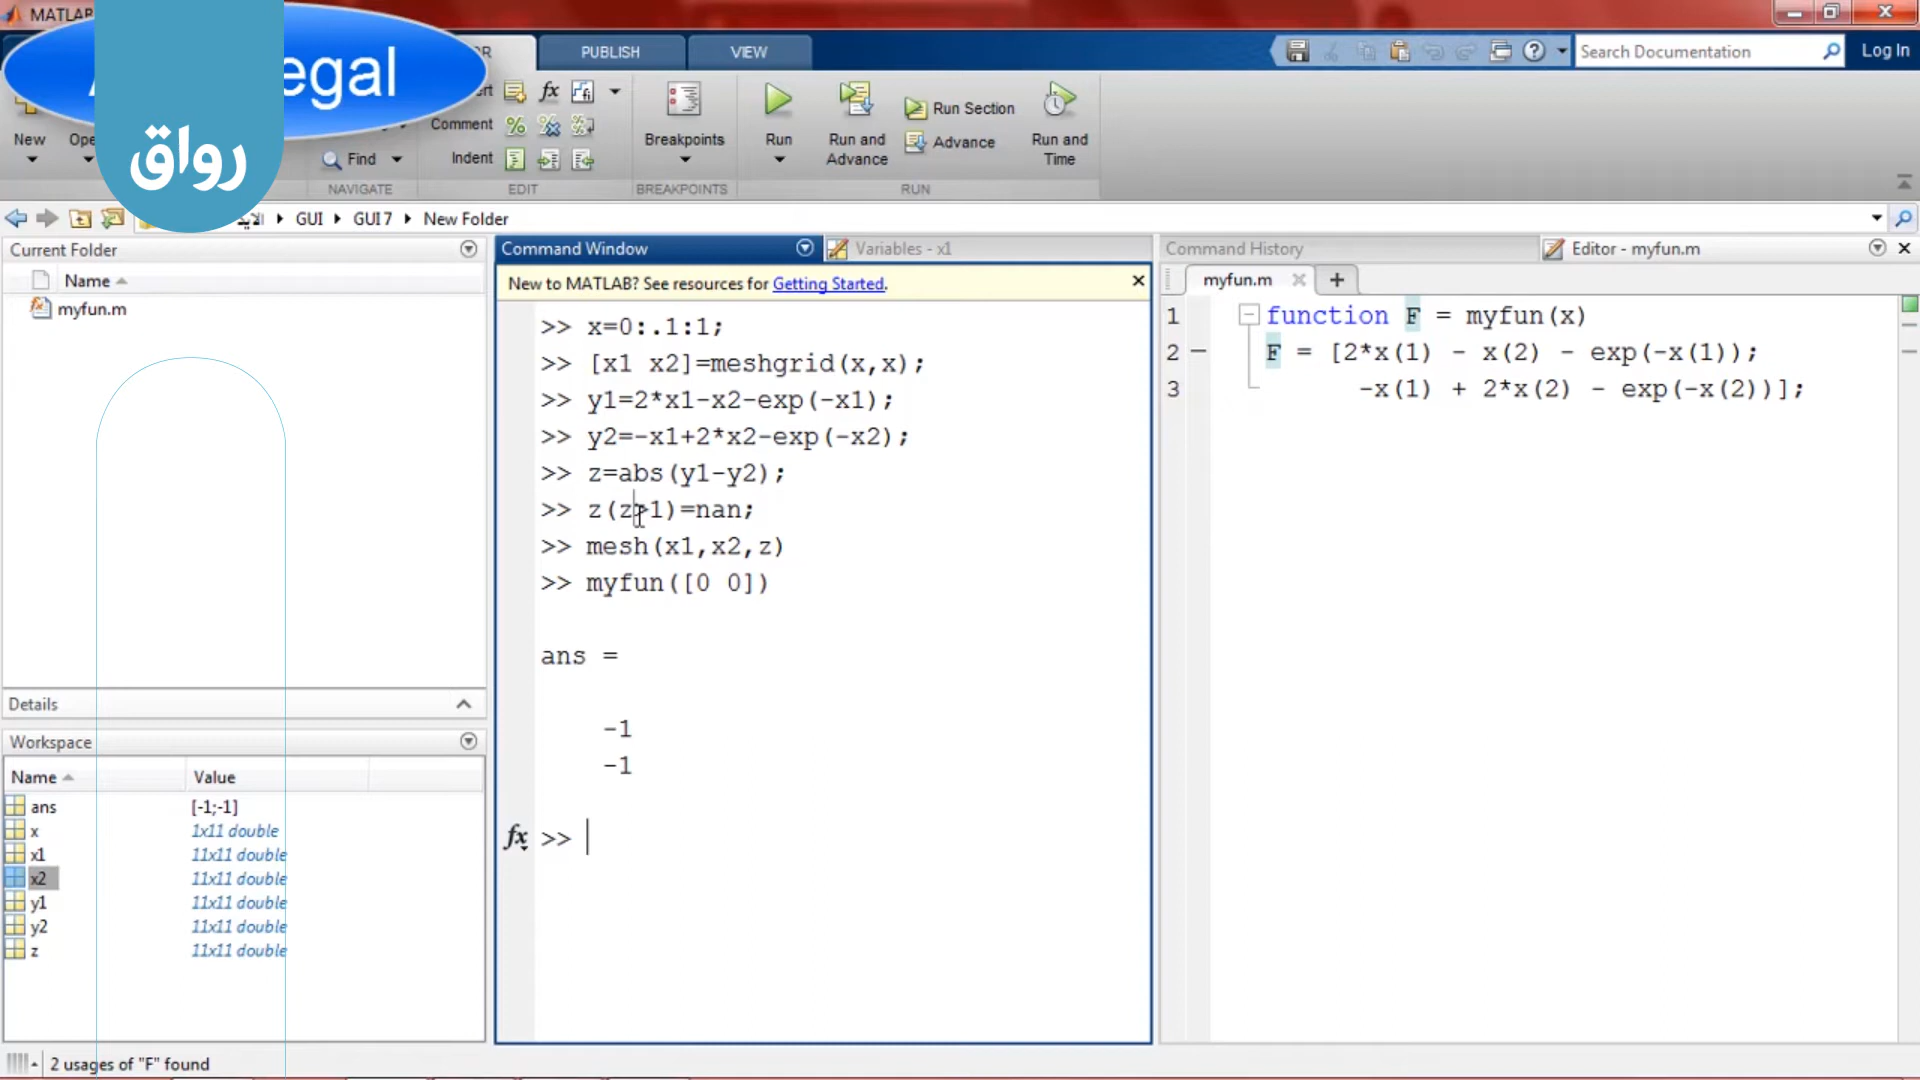 MATLAB
egal
رواق
PUBLISH
VIEW
Search Documentation
Log In
New
Find
Comment
Indent
Breakpoints
Run
Run and Advance
Run Section
Advance
Run and Time
NAVIGATE
EDIT
BREAKPOINTS
RUN
GUI
GUI 7
New Folder
Current Folder
Name
myfun.m
Details
Workspace
Name Value
ans [-1;-1]
x 1x11 double
x1 11x11 double
x2 11x11 double
y1 11x11 double
y2 11x11 double
z 11x11 double
2 usages of "F" found
Command Window
Variables - x1
New to MATLAB? See resources for Getting Started.
>> x=0:.1:1;
>> [x1 x2]=meshgrid(x,x);
>> y1=2*x1-x2-exp(-x1);
>> y2=-x1+2*x2-exp(-x2);
>> z=abs(y1-y2);
>> z(z>1)=nan;
>> mesh(x1,x2,z)
>> myfun([0 0])
ans =
-1
-1
fx >>
Command History
Editor - myfun.m
myfun.m
1 function F = myfun(x)
2 F = [2*x(1) - x(2) - exp(-x(1));
3 -x(1) + 2*x(2) - exp(-x(2))];